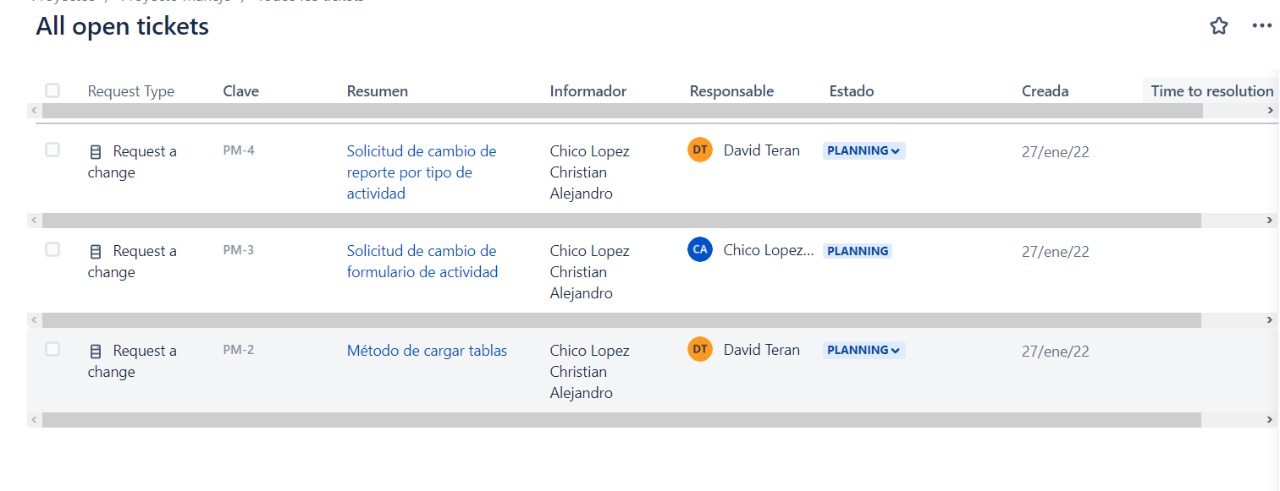 All open tickets
Request Type Clave Resumen Informador Responsable Estado Creada Time to resolution
Request a change PM-4 Solicitud de cambio de reporte por tipo de actividad Chico Lopez Christian Alejandro DT David Teran PLANNING 27/ene/22
Request a change PM-3 Solicitud de cambio de formulario de actividad Chico Lopez Christian Alejandro CA Chico Lopez... PLANNING 27/ene/22
Request a change PM-2 Método de cargar tablas Chico Lopez Christian Alejandro DT David Teran PLANNING 27/ene/22